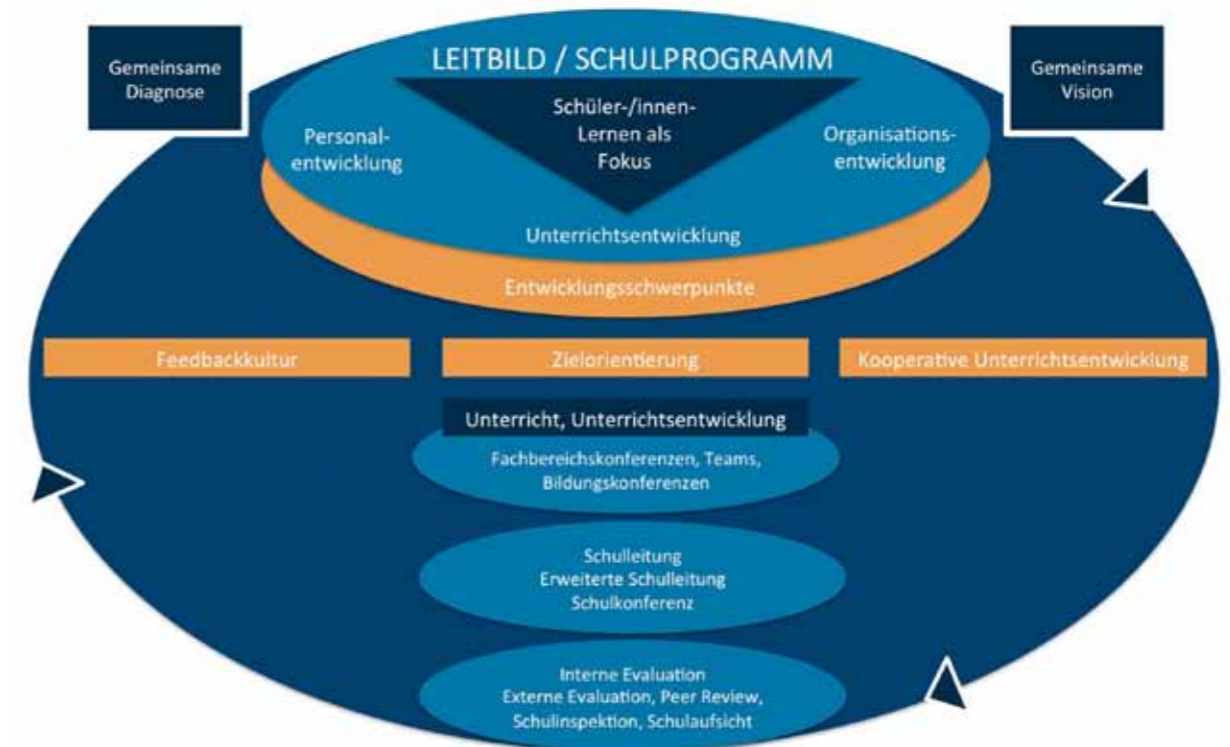 LEITBILD / SCHULPROGRAMM
Gemeinsame
Diagnose
Gemeinsame
Vision
Schüler-/innen-
Lernen als
Fokus
Personal-
entwicklung
Organisations-
entwicklung
Unterrichtsentwicklung
Entwicklungsschwerpunkte
Feedbackkultur
Zielorientierung
Kooperative Unterrichtsentwicklung
Unterricht, Unterrichtsentwicklung
Fachbereichskonferenzen, Teams,
Bildungskonferenzen
Schulleitung
Erweiterte Schulleitung
Schulkonferenz
Interne Evaluation
Externe Evaluation, Peer Review,
Schulinspektion, Schulaufsicht